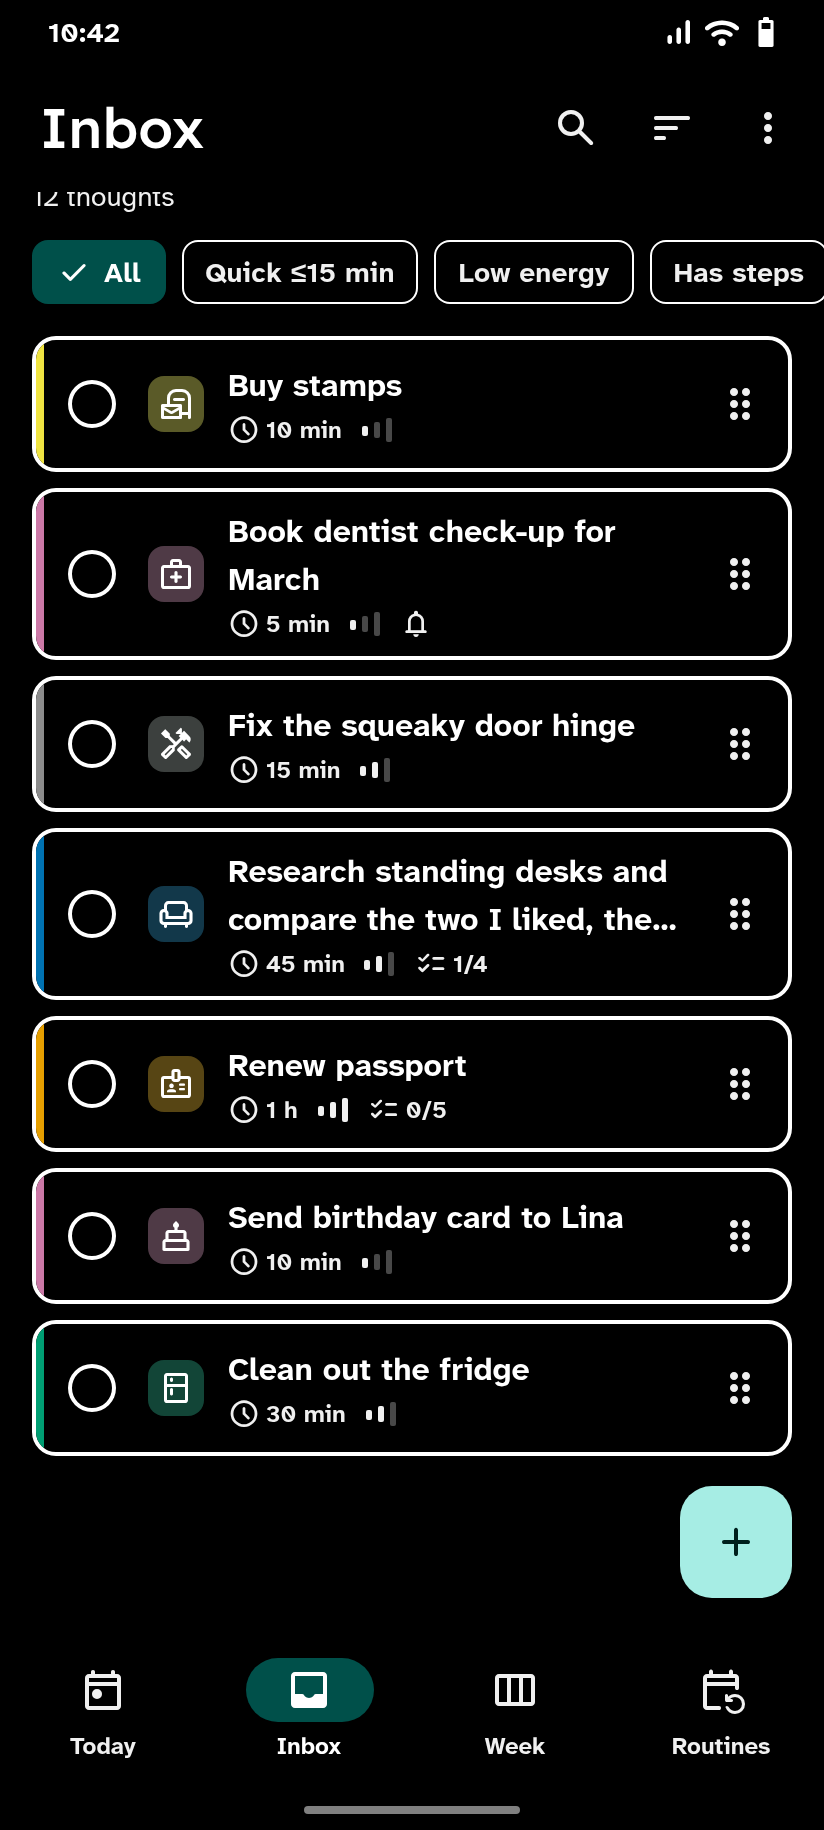 10:42
Inbox
12 thoughts
All
Quick ≤15 min
Low energy
Has steps
Buy stamps
10 min
Book dentist check-up for
March
5 min
Fix the squeaky door hinge
15 min
Research standing desks and
compare the two I liked, the...
45 min
1/4
Renew passport
1 h
0/5
Send birthday card to Lina
10 min
Clean out the fridge
30 min
Today
Inbox
Week
Routines